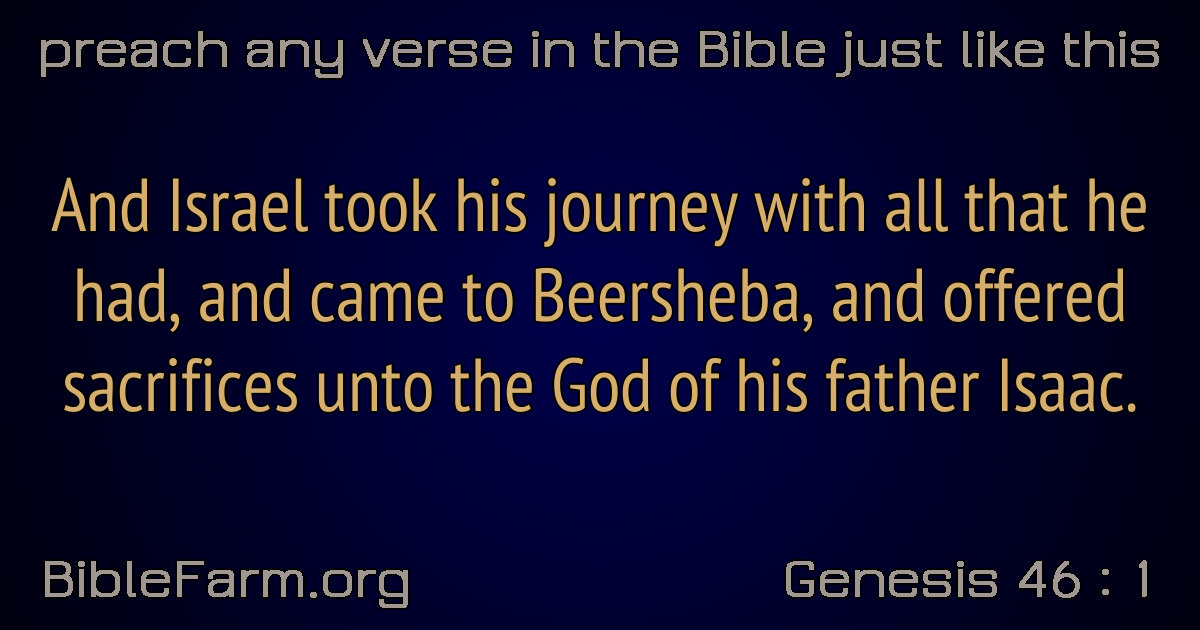 preach any verse in the Bible just like this
And Israel took his journey with all that he
had, and came to Beersheba, and offered
sacrifices unto the God of his father Isaac.
BibleFarm.org
Genesis 46 : 1